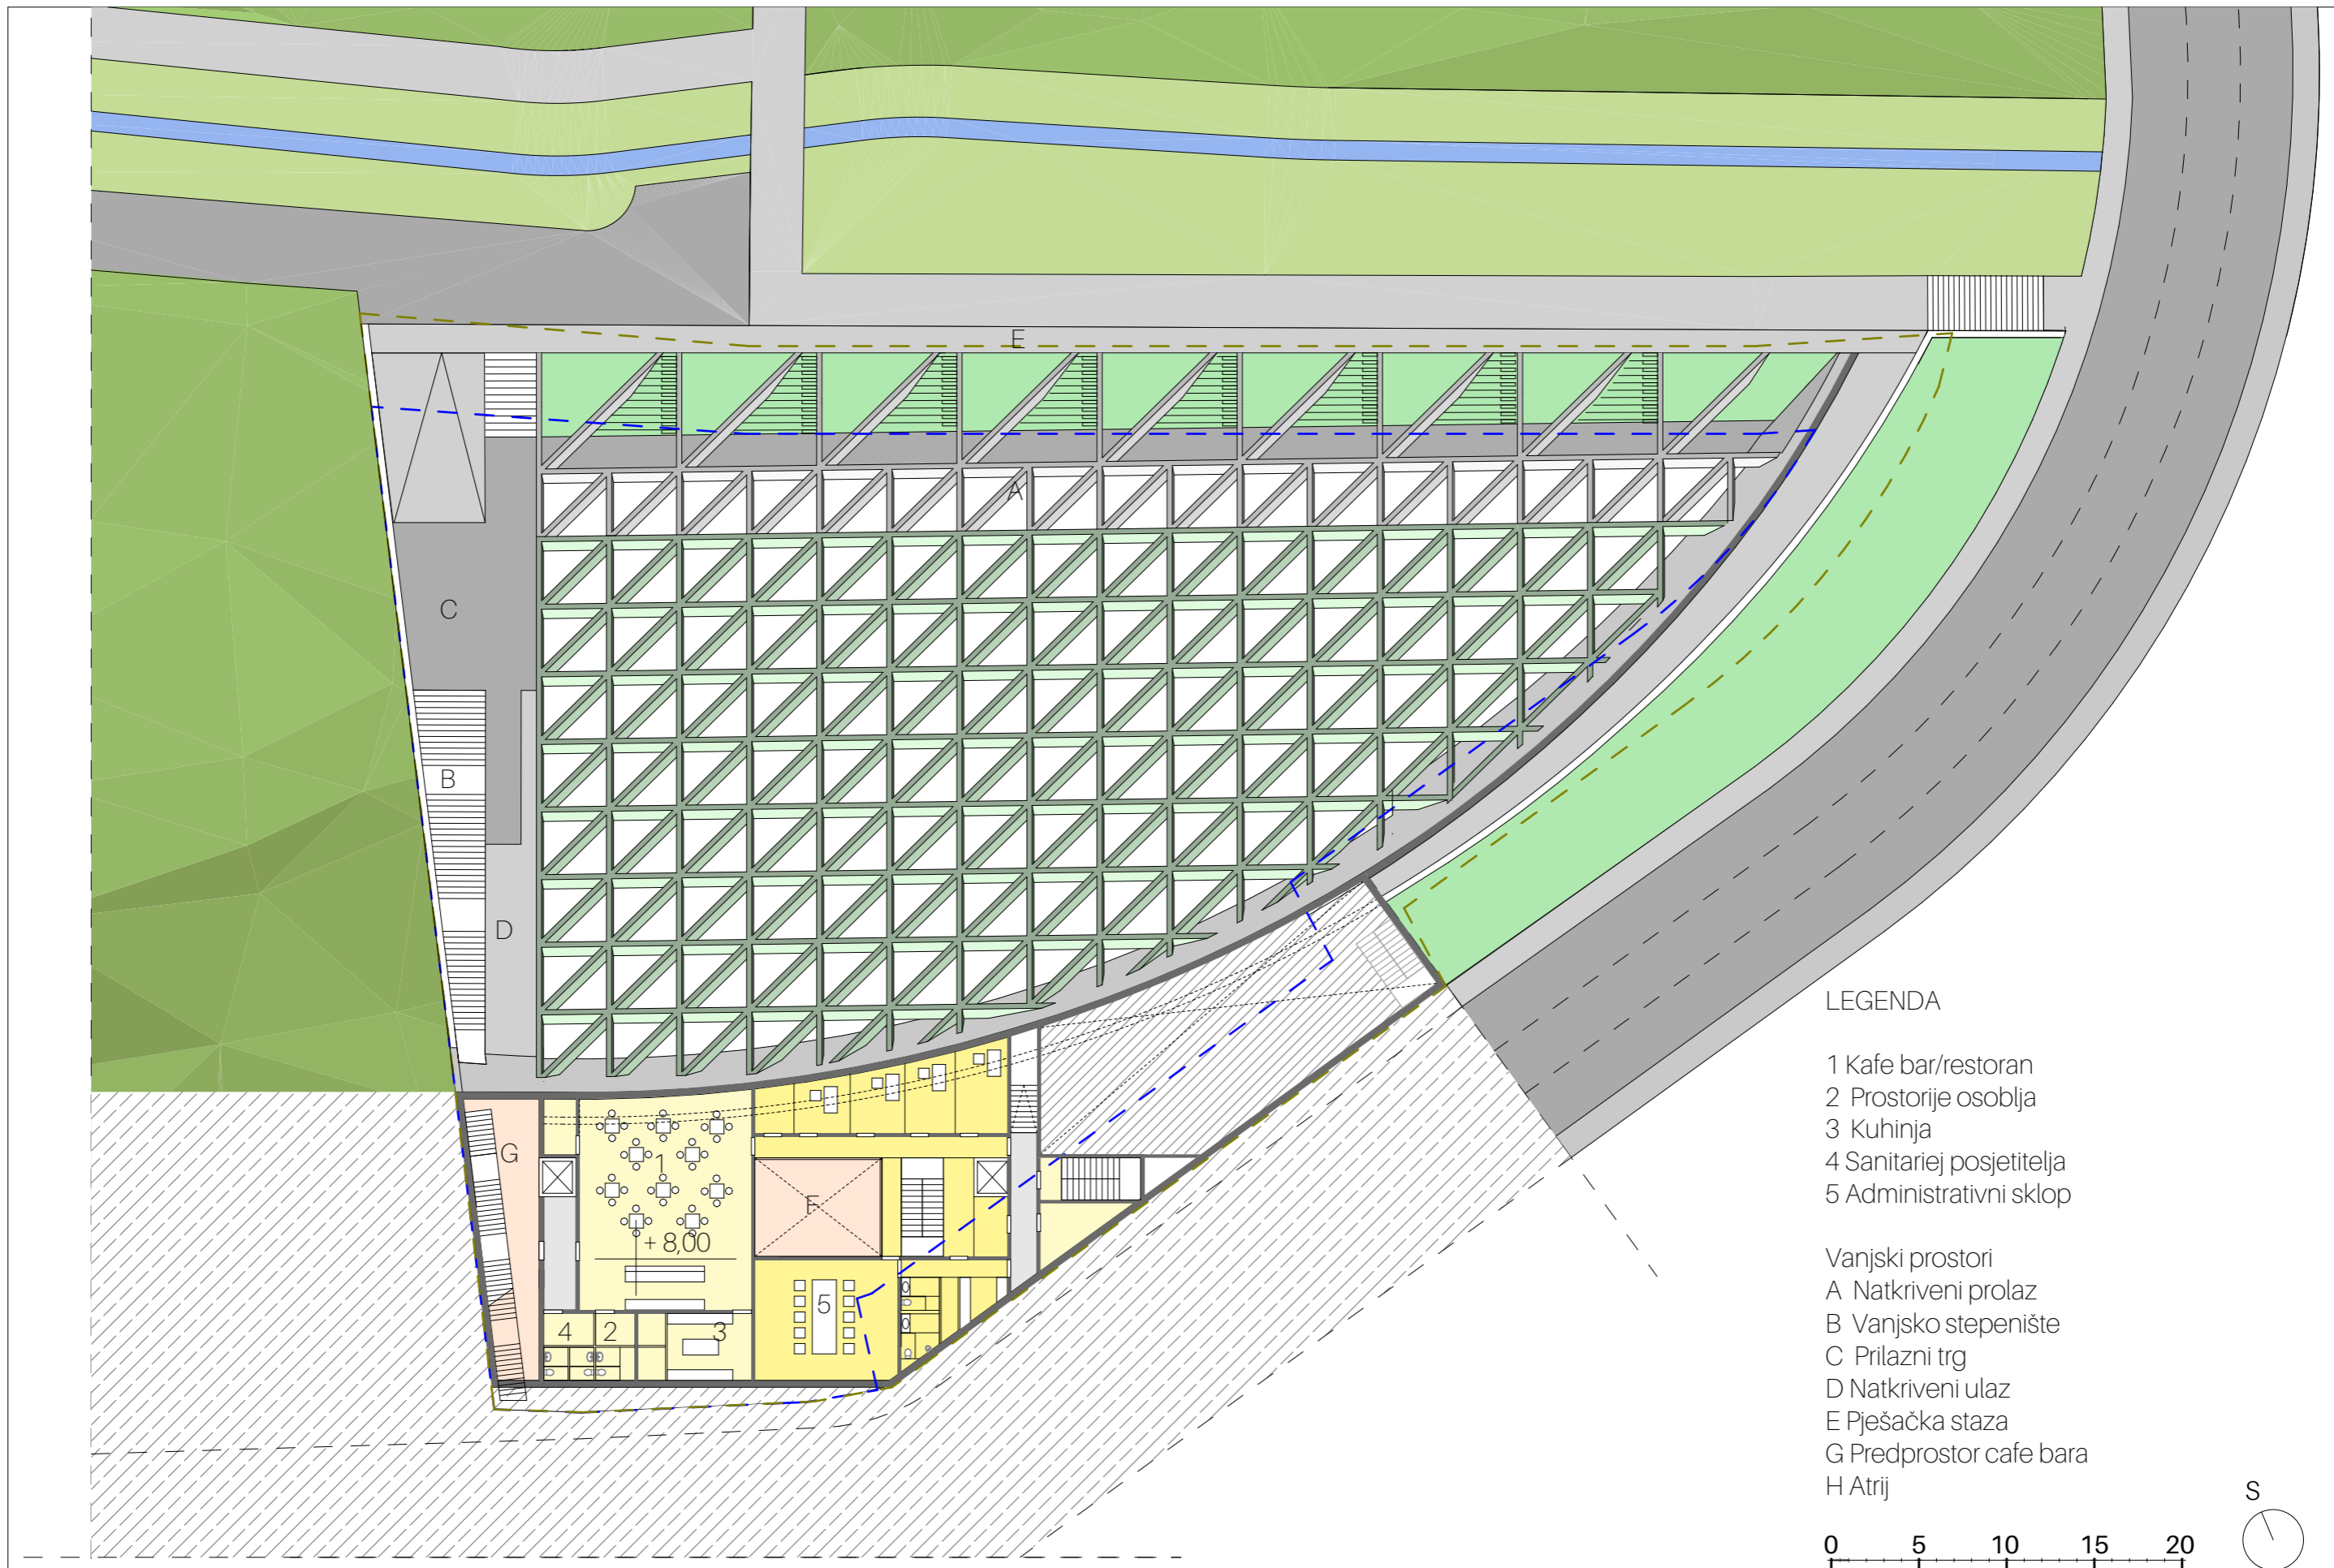 E
A
C
B
D
G
1
F
+ 8,00
5
4
2
3
LEGENDA
1 Kafe bar/restoran
2 Prostorije osoblja
3 Kuhinja
4 Sanitariej posjetitelja
5 Administrativni sklop
Vanjski prostori
A Natkriveni prolaz
B Vanjsko stepenište
C Prilazni trg
D Natkriveni ulaz
E Pješačka staza
G Predprostor cafe bara
H Atrij
S
0 5 10 15 20